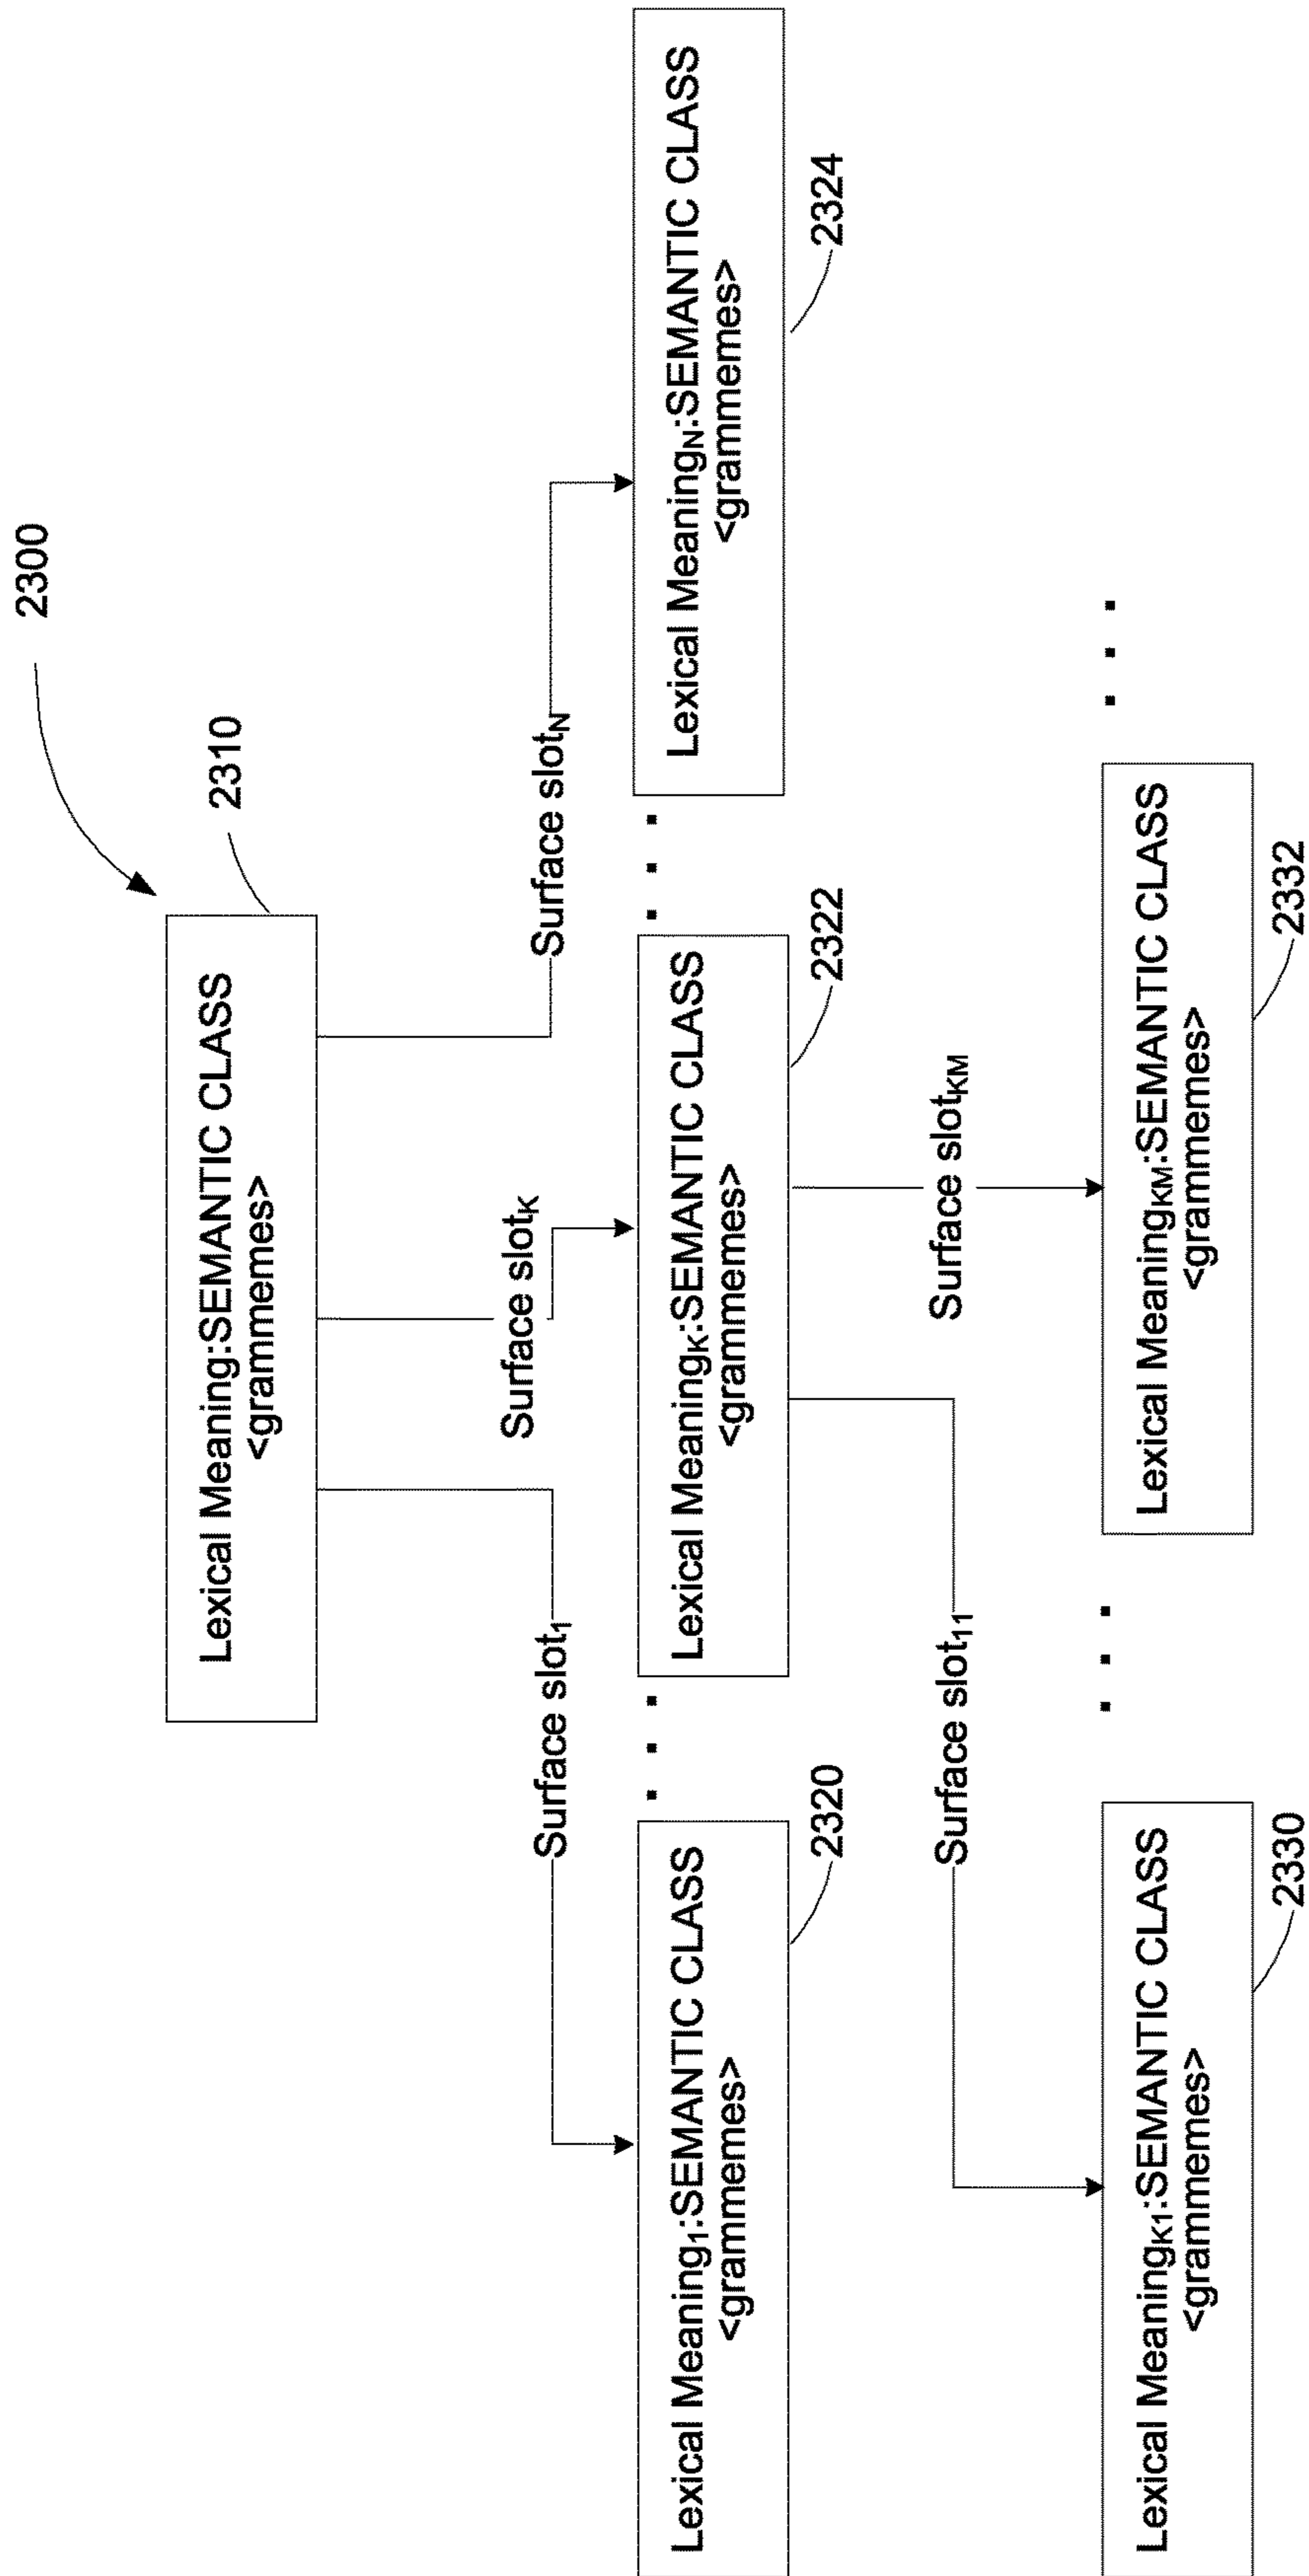 2300
2310
Lexical Meaning:SEMANTIC CLASS
<grammemes>
Surface slot₁
Surface slotK
Surface slotN
Lexical Meaning₁:SEMANTIC CLASS
<grammemes>
2320
. . .
Lexical MeaningK:SEMANTIC CLASS
<grammemes>
2322
. . .
Lexical MeaningN:SEMANTIC CLASS
<grammemes>
2324
Surface slot₁₁
Surface slotKM
Lexical MeaningK1:SEMANTIC CLASS
<grammemes>
2330
. . .
Lexical MeaningKM:SEMANTIC CLASS
<grammemes>
2332
. . .